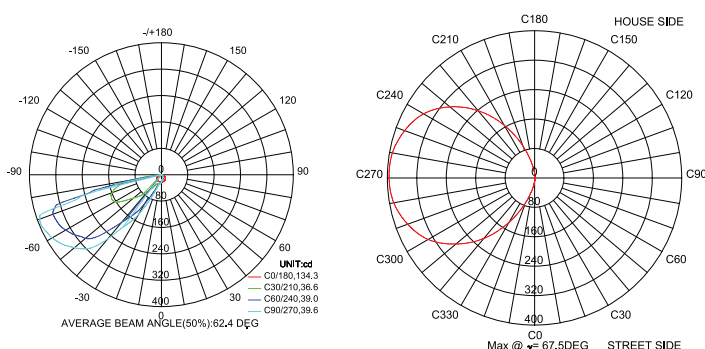 -/+180
-150
150
-120
120
-90
90
-60
60
-30
30
0
0
80
160
240
320
400
UNIT:cd
C0/180,134.3
C30/210,36.6
C60/240,39.0
C90/270,39.6
AVERAGE BEAM ANGLE(50%):62.4 DEG
C180
HOUSE SIDE
C210
C150
C240
C120
C270
C90
C300
C60
C330
C30
C0
0
80
160
240
320
400
Max @ γ= 67.5DEG
STREET SIDE